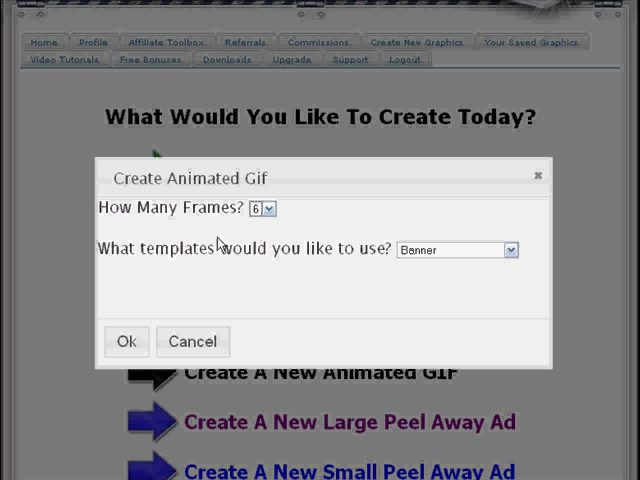 Home Profile Affiliate Toolbox Referrals Commissions Create New Graphics Your Saved Graphics
Video Tutorials Free Bonuses Downloads Upgrade Support Logout
What Would You Like To Create Today?
Create Animated Gif
How Many Frames? 6
What templates would you like to use? Banner
Ok Cancel
Create A New Animated GIF
Create A New Large Peel Away Ad
Create A New Small Peel Away Ad